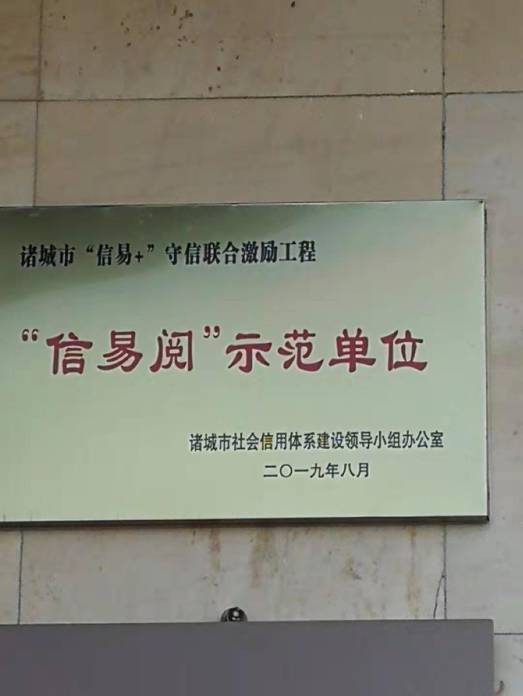 诸城市“信易+”守信联合激励工程
“信易阅”示范单位
诸城市社会信用体系建设领导小组办公室
二〇一九年八月